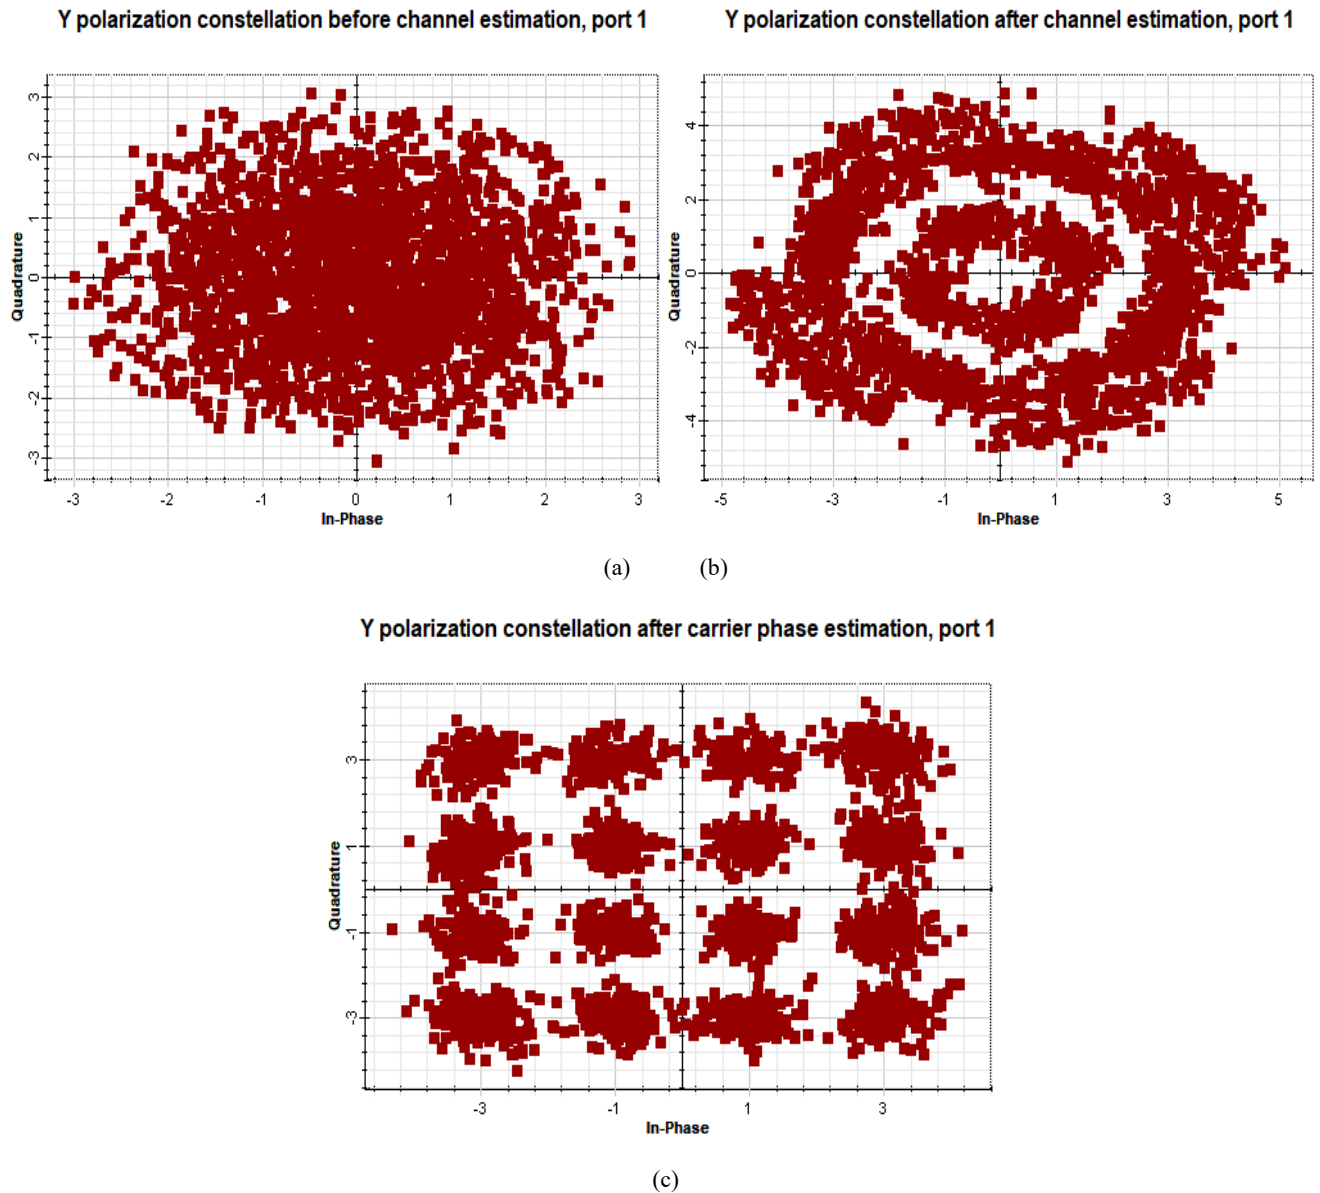 Y polarization constellation before channel estimation, port 1
Y polarization constellation after channel estimation, port 1
3
2
1
0
-1
-2
-3
Quadrature
-3 -2 -1 0 1 2 3
In-Phase
4
2
0
-2
-4
Quadrature
-5 -3 -1 1 3 5
In-Phase
(a) (b)
Y polarization constellation after carrier phase estimation, port 1
3
1
-1
-3
Quadrature
-3 -1 1 3
In-Phase
(c)